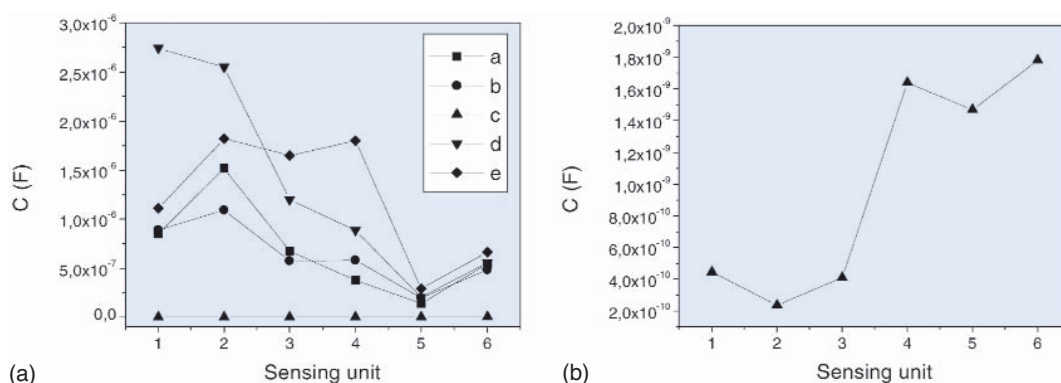 3,0x10⁻⁶
2,5x10⁻⁶
2,0x10⁻⁶
1,5x10⁻⁶
1,0x10⁻⁶
5,0x10⁻⁷
0,0
C (F)
a
b
c
d
e
1 2 3 4 5 6
Sensing unit
(a)
2,0x10⁻⁹
1,8x10⁻⁹
1,6x10⁻⁹
1,4x10⁻⁹
1,2x10⁻⁹
1,0x10⁻⁹
8,0x10⁻¹⁰
6,0x10⁻¹⁰
4,0x10⁻¹⁰
2,0x10⁻¹⁰
C (F)
1 2 3 4 5 6
Sensing unit
(b)